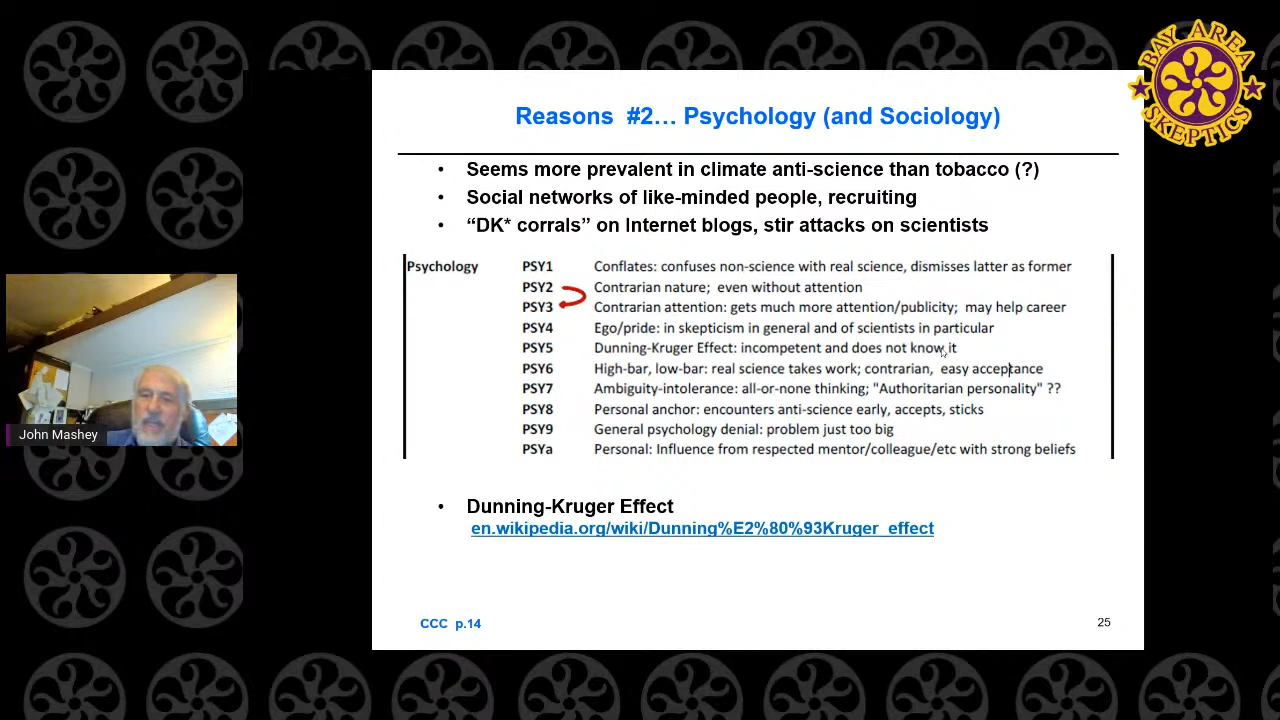 BAY AREA
SKEPTICS
Reasons #2… Psychology (and Sociology)
• Seems more prevalent in climate anti-science than tobacco (?)
• Social networks of like-minded people, recruiting
• “DK* corrals” on Internet blogs, stir attacks on scientists
Psychology PSY1 Conflates: confuses non-science with real science, dismisses latter as former
PSY2 Contrarian nature; even without attention
PSY3 Contrarian attention: gets much more attention/publicity; may help career
PSY4 Ego/pride: in skepticism in general and of scientists in particular
PSY5 Dunning-Kruger Effect: incompetent and does not know it
PSY6 High-bar, low-bar: real science takes work; contrarian, easy acceptance
PSY7 Ambiguity-intolerance: all-or-none thinking; "Authoritarian personality" ??
PSY8 Personal anchor: encounters anti-science early, accepts, sticks
PSY9 General psychology denial: problem just too big
PSYa Personal: Influence from respected mentor/colleague/etc with strong beliefs
John Mashey
• Dunning-Kruger Effect
en.wikipedia.org/wiki/Dunning%E2%80%93Kruger_effect
CCC p.14
25